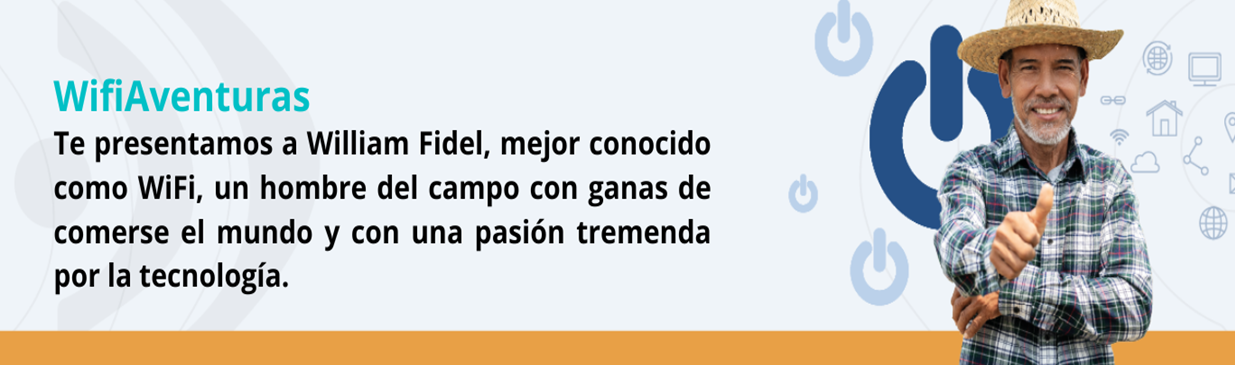 WifiAventuras
Te presentamos a William Fidel, mejor conocido
como WiFi, un hombre del campo con ganas de
comerse el mundo y con una pasión tremenda
por la tecnología.